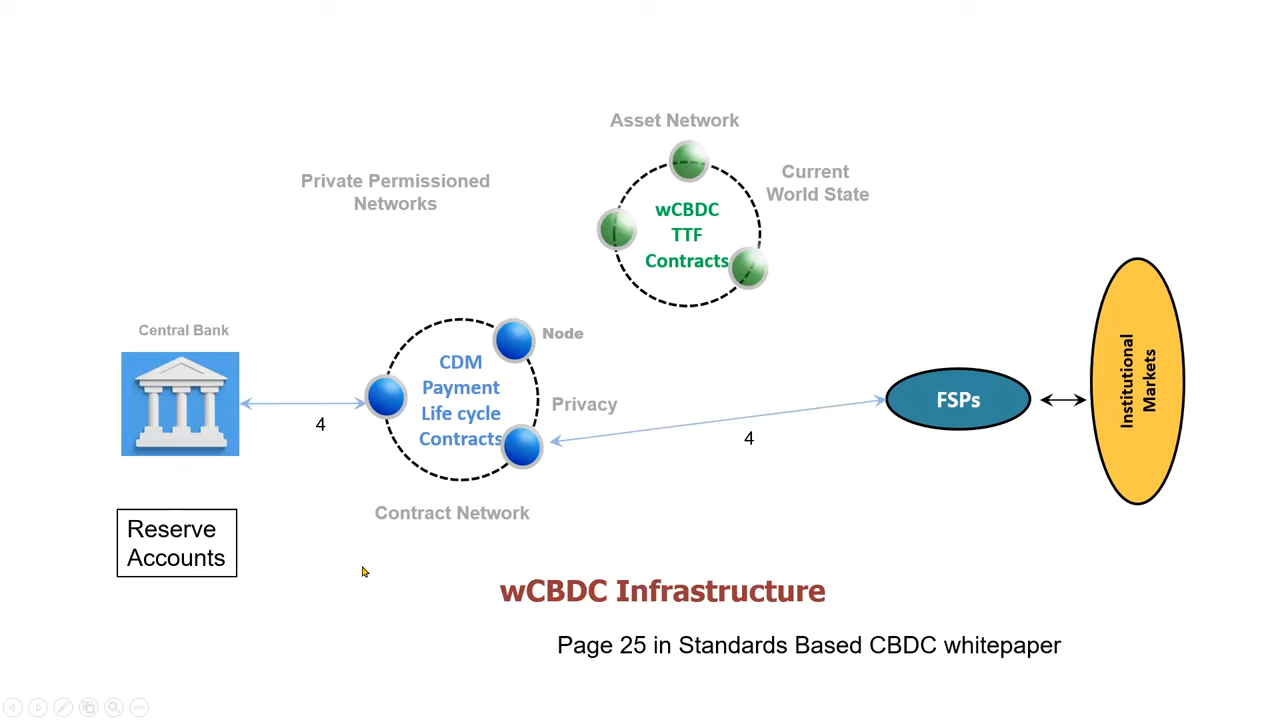 Asset Network
Private Permissioned
Networks
Current
World State
wCBDC
TTF
Contracts
Central Bank
Node
CDM
Payment
Life cycle
Contracts
Privacy
4
4
FSPs
Institutional
Markets
Contract Network
Reserve
Accounts
wCBDC Infrastructure
Page 25 in Standards Based CBDC whitepaper